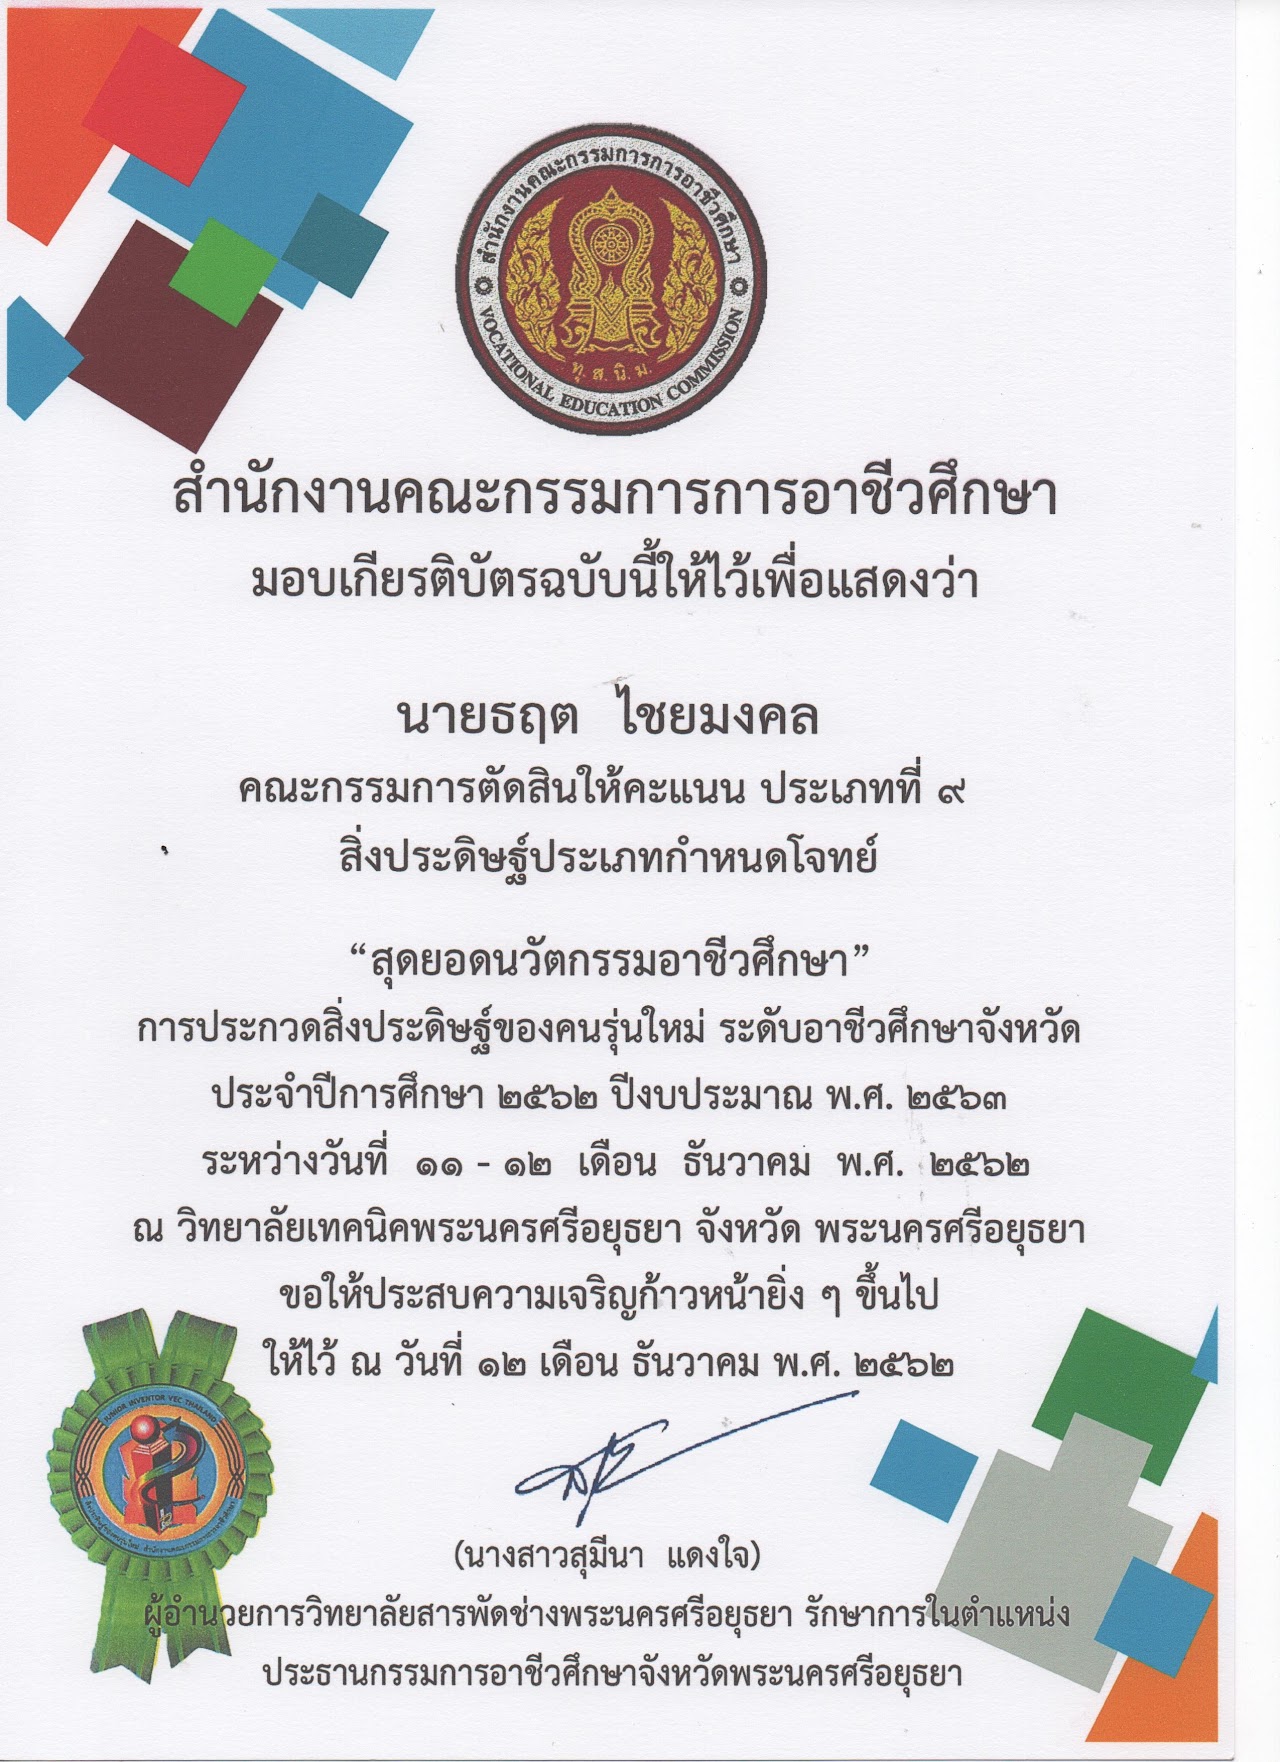 สำนักงานคณะกรรมการการอาชีวศึกษา
VOCATIONAL EDUCATION COMMISSION
ทุ. ส. นิ. ม.
สำนักงานคณะกรรมการการอาชีวศึกษา
มอบเกียรติบัตรฉบับนี้ให้ไว้เพื่อแสดงว่า
นายธฤต ไชยมงคล
คณะกรรมการตัดสินให้คะแนน ประเภทที่ ๙
สิ่งประดิษฐ์ประเภทกำหนดโจทย์
“สุดยอดนวัตกรรมอาชีวศึกษา”
การประกวดสิ่งประดิษฐ์ของคนรุ่นใหม่ ระดับอาชีวศึกษาจังหวัด
ประจำปีการศึกษา ๒๕๖๒ ปีงบประมาณ พ.ศ. ๒๕๖๓
ระหว่างวันที่ ๑๑ - ๑๒ เดือน ธันวาคม พ.ศ. ๒๕๖๒
ณ วิทยาลัยเทคนิคพระนครศรีอยุธยา จังหวัด พระนครศรีอยุธยา
ขอให้ประสบความเจริญก้าวหน้ายิ่ง ๆ ขึ้นไป
ให้ไว้ ณ วันที่ ๑๒ เดือน ธันวาคม พ.ศ. ๒๕๖๒
JUNIOR INVENTOR VEC THAILAND
(นางสาวสุมีนา แดงใจ)
ผู้อำนวยการวิทยาลัยสารพัดช่างพระนครศรีอยุธยา รักษาการในตำแหน่ง
ประธานกรรมการอาชีวศึกษาจังหวัดพระนครศรีอยุธยา